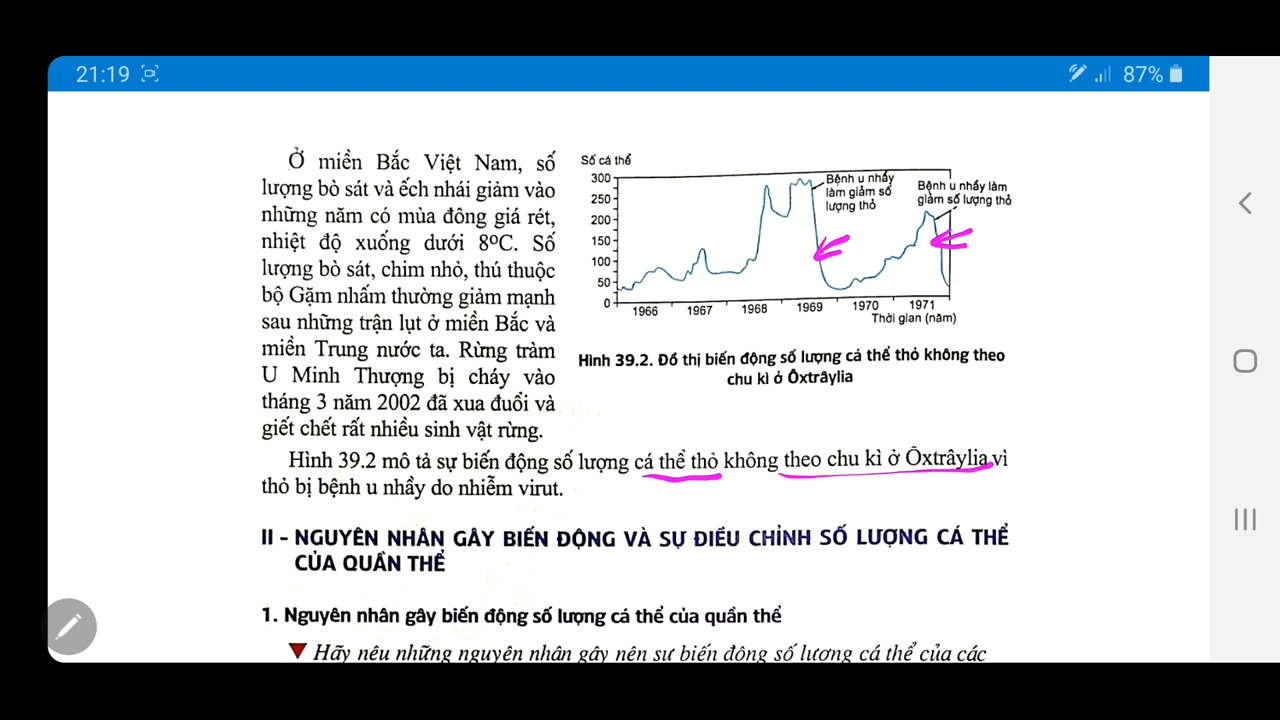 21:19
87%
Ở miền Bắc Việt Nam, số
lượng bò sát và ếch nhái giảm vào
những năm có mùa đông giá rét,
nhiệt độ xuống dưới 8ºC. Số
lượng bò sát, chim nhỏ, thú thuộc
bộ Gặm nhấm thường giảm mạnh
sau những trận lụt ở miền Bắc và
miền Trung nước ta. Rừng tràm
U Minh Thượng bị cháy vào
tháng 3 năm 2002 đã xua đuổi và
giết chết rất nhiều sinh vật rừng.
Số cá thể
300
250
200
150
100
50
0
Bệnh u nhầy
làm giảm số
lượng thỏ
Bệnh u nhầy làm
giảm số lượng thỏ
1966
1967
1968
1969
1970
1971
Thời gian (năm)
Hình 39.2. Đồ thị biến động số lượng cá thể thỏ không theo
chu kì ở Ôxtrâylia
Hình 39.2 mô tả sự biến động số lượng cá thể thỏ không theo chu kì ở Ôxtrâylia vì
thỏ bị bệnh u nhầy do nhiễm virut.
II - NGUYÊN NHÂN GÂY BIẾN ĐỘNG VÀ SỰ ĐIỀU CHỈNH SỐ LƯỢNG CÁ THỂ
CỦA QUẦN THỂ
1. Nguyên nhân gây biến động số lượng cá thể của quần thể
Hãy nêu những nguyên nhân gây nên sự biến động số lượng cá thể của các